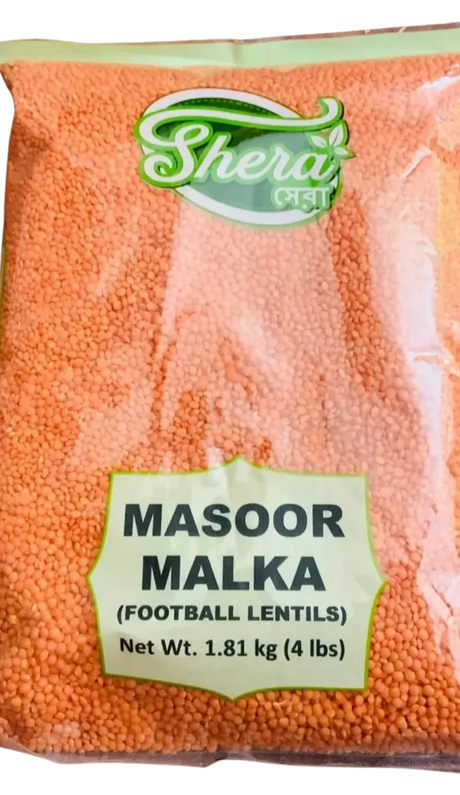 Shera
সেরা
MASOOR
MALKA
(FOOTBALL LENTILS)
Net Wt. 1.81 kg (4 lbs)